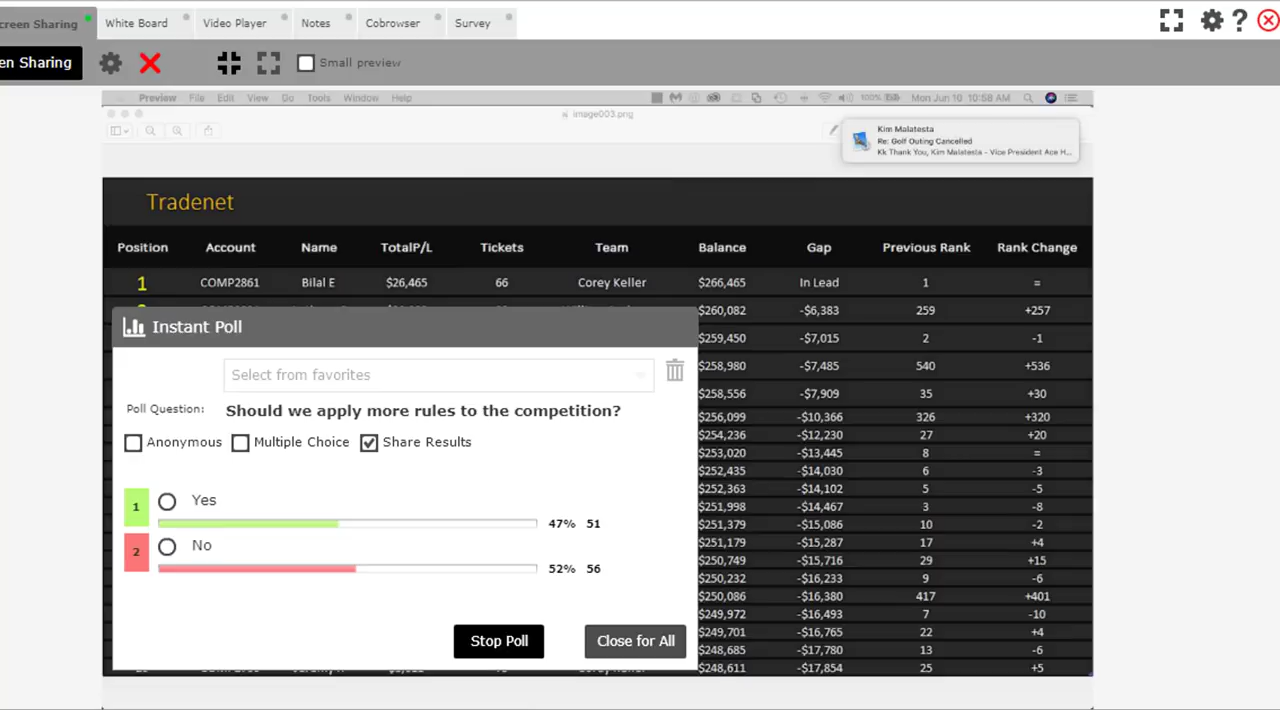 creen Sharing White Board Video Player Notes Cobrowser Survey ?
en Sharing Small preview
Preview File Edit View Go Tools Window Help 100% Mon Jun 10 10:58 AM
image003.png
Kim Malatesta
Re: Golf Outing Cancelled
Kk Thank You, Kim Malatesta - Vice President Ace H...
Tradenet
Position Account Name TotalP/L Tickets Team Balance Gap Previous Rank Rank Change
1 COMP2861 Bilal E $26,465 66 Corey Keller $266,465 In Lead 1 =
$260,082 -$6,383 259 +257
$259,450 -$7,015 2 -1
$258,980 -$7,485 540 +536
$258,556 -$7,909 35 +30
$256,099 -$10,366 326 +320
$254,236 -$12,230 27 +20
$253,020 -$13,445 8 =
$252,435 -$14,030 6 -3
$252,363 -$14,102 5 -5
$251,998 -$14,467 3 -8
$251,379 -$15,086 10 -2
$251,179 -$15,287 17 +4
$250,749 -$15,716 29 +15
$250,232 -$16,233 9 -6
$250,086 -$16,380 417 +401
$249,972 -$16,493 7 -10
$249,701 -$16,765 22 +4
$248,685 -$17,780 13 -6
$248,611 -$17,854 25 +5
Instant Poll
Select from favorites
Poll Question: Should we apply more rules to the competition?
Anonymous Multiple Choice Share Results
1 Yes
47% 51
2 No
52% 56
Stop Poll Close for All